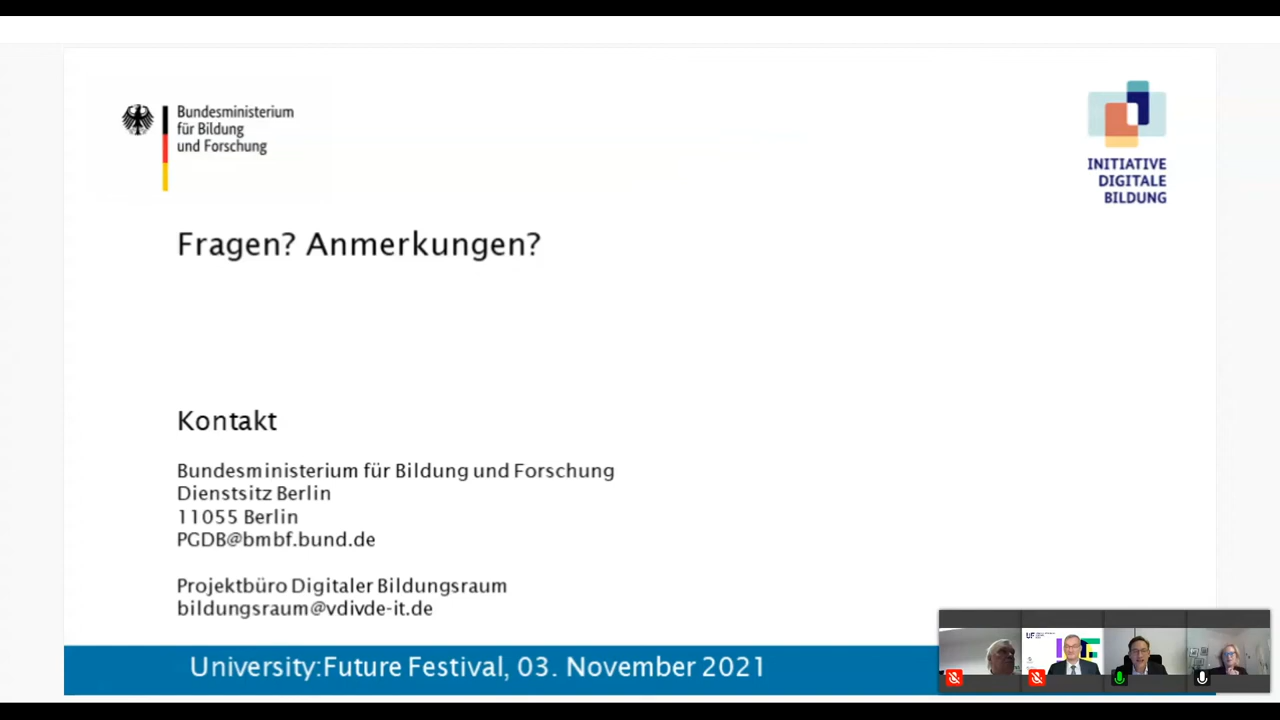 Bundesministerium
für Bildung
und Forschung
INITIATIVE
DIGITALE
BILDUNG
Fragen? Anmerkungen?
Kontakt
Bundesministerium für Bildung und Forschung
Dienstsitz Berlin
11055 Berlin
PGDB@bmbf.bund.de
Projektbüro Digitaler Bildungsraum
bildungsraum@vdivde-it.de
University:Future Festival, 03. November 2021